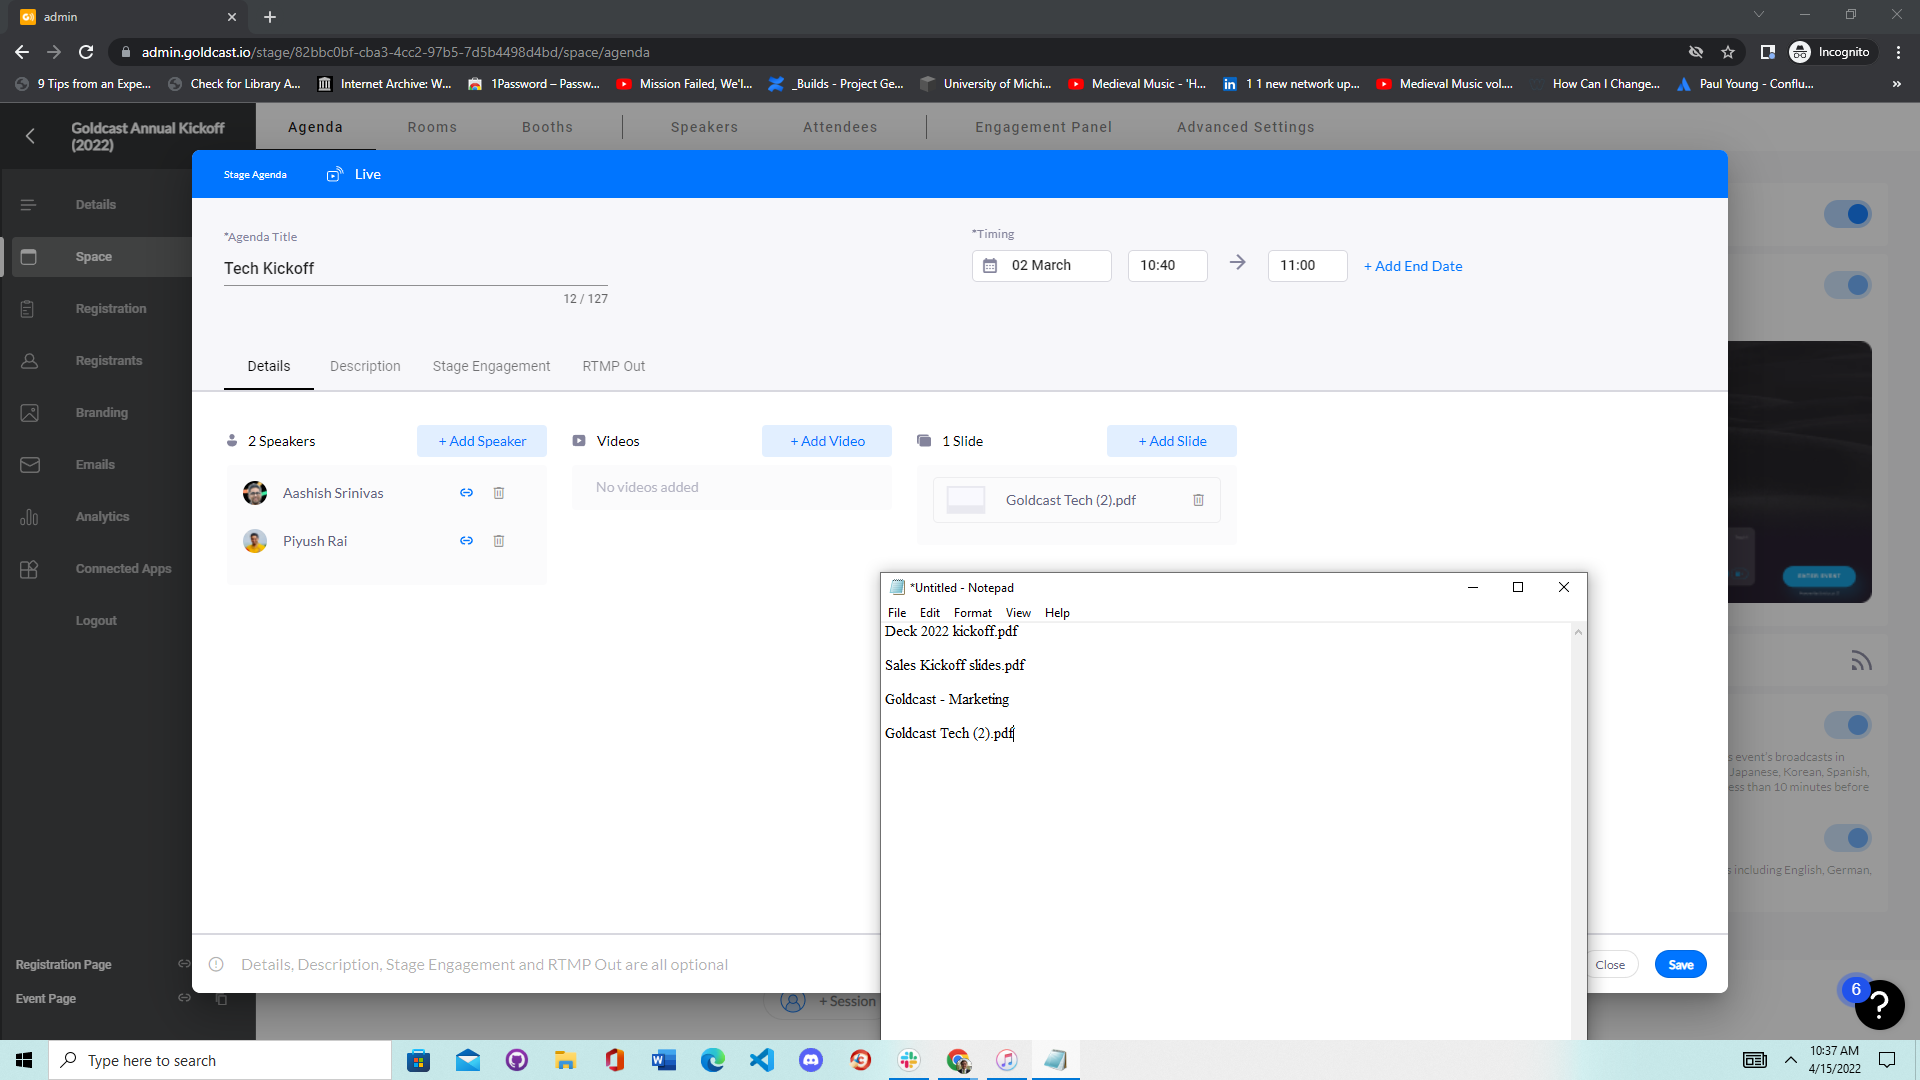 admin
admin.goldcast.io/stage/82bbc0bf-cba3-4cc2-97b5-7d5b4498d4bd/space/agenda
Incognito
9 Tips from an Expe...
Check for Library A...
Internet Archive: W...
1Password – Passw...
Mission Failed, We'l...
_Builds - Project Ge...
University of Michi...
Medieval Music - 'H...
1 1 new network up...
Medieval Music vol....
How Can I Change...
Paul Young - Conflu...
»
Goldcast Annual Kickoff
(2022)
Agenda
Rooms
Booths
Speakers
Attendees
Engagement Panel
Advanced Settings
Details
Space
Registration
Registrants
Branding
Emails
Analytics
Connected Apps
Logout
Registration Page
Event Page
Stage Agenda
Live
*Agenda Title
Tech Kickoff
12 / 127
*Timing
02 March
10:40
11:00
+ Add End Date
Details
Description
Stage Engagement
RTMP Out
2 Speakers
+ Add Speaker
Aashish Srinivas
Piyush Rai
Videos
+ Add Video
No videos added
1 Slide
+ Add Slide
Goldcast Tech (2).pdf
*Untitled - Notepad
File Edit Format View Help
Deck 2022 kickoff.pdf
Sales Kickoff slides.pdf
Goldcast - Marketing
Goldcast Tech (2).pdf
Details, Description, Stage Engagement and RTMP Out are all optional
Close
Save
+ Session
ENTER EVENT
s event's broadcasts in
Japanese, Korean, Spanish,
ess than 10 minutes before
s including English, German,
6
?
Type here to search
10:37 AM
4/15/2022